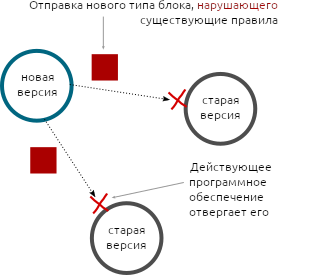 Отправка нового типа блока, нарушающего
существующие правила
новая
версия
старая
версия
Действующее
программное
обеспечение
отвергает его
старая
версия